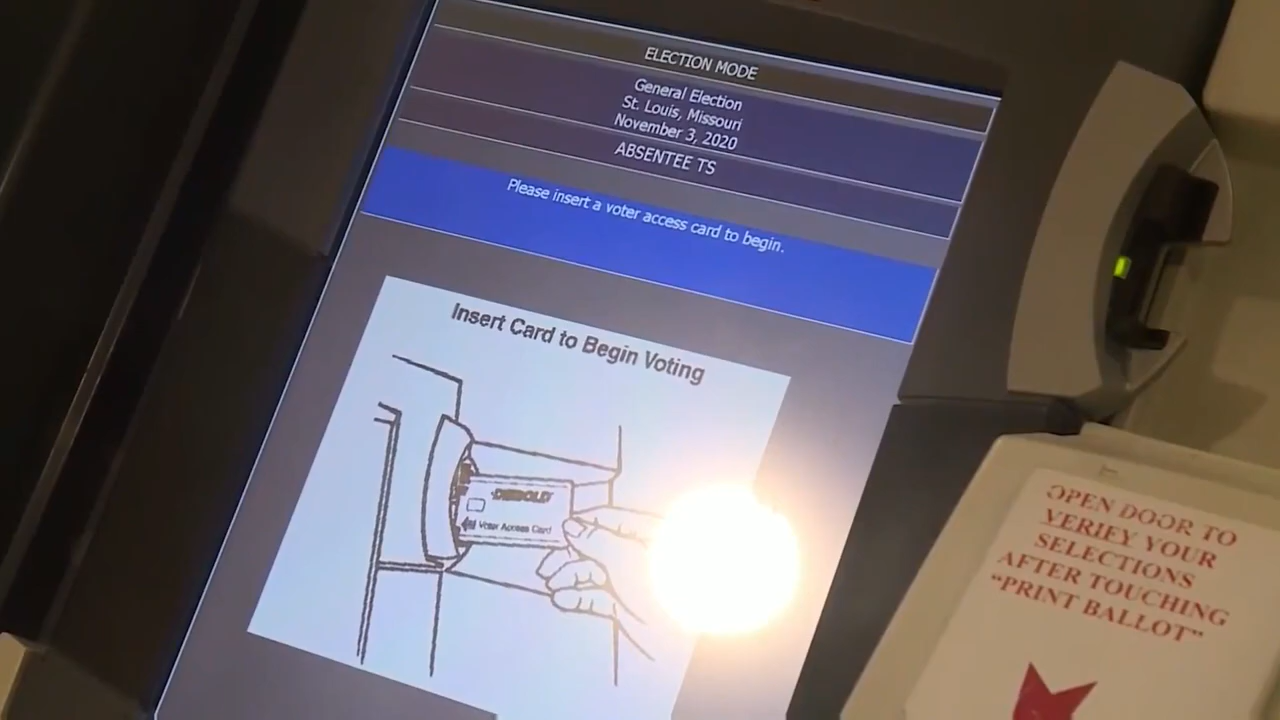 ELECTION MODE
General Election
St. Louis, Missouri
November 3, 2020
ABSENTEE TS
Please insert a voter access card to begin.
Insert Card to Begin Voting
DIEBOLD
Voter Access Card
OPEN DOOR TO
VERIFY YOUR
SELECTIONS
AFTER TOUCHING
"PRINT BALLOT"